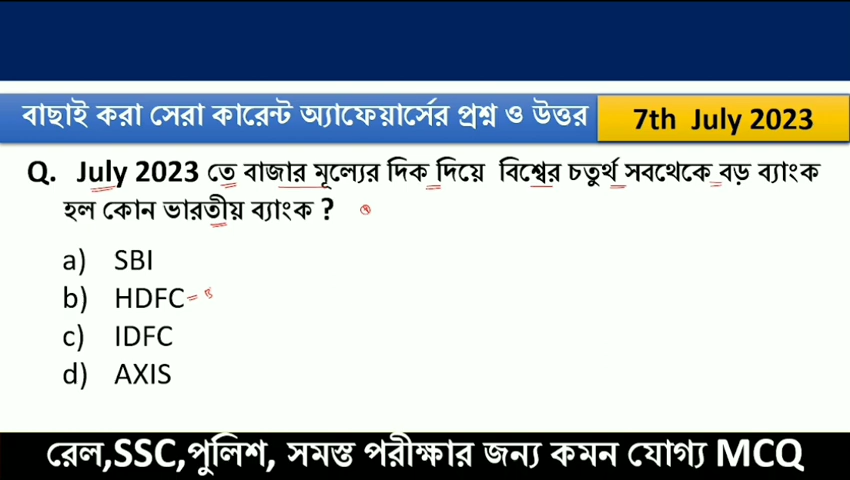 বাছাই করা সেরা কারেন্ট অ্যাফেয়ার্সের প্রশ্ন ও উত্তর 7th July 2023
Q. July 2023 তে বাজার মূল্যের দিক দিয়ে বিশ্বের চতুর্থ সবথেকে বড় ব্যাংক
হল কোন ভারতীয় ব্যাংক ?
a) SBI
b) HDFC
c) IDFC
d) AXIS
রেল,SSC,পুলিশ, সমস্ত পরীক্ষার জন্য কমন যোগ্য MCQ